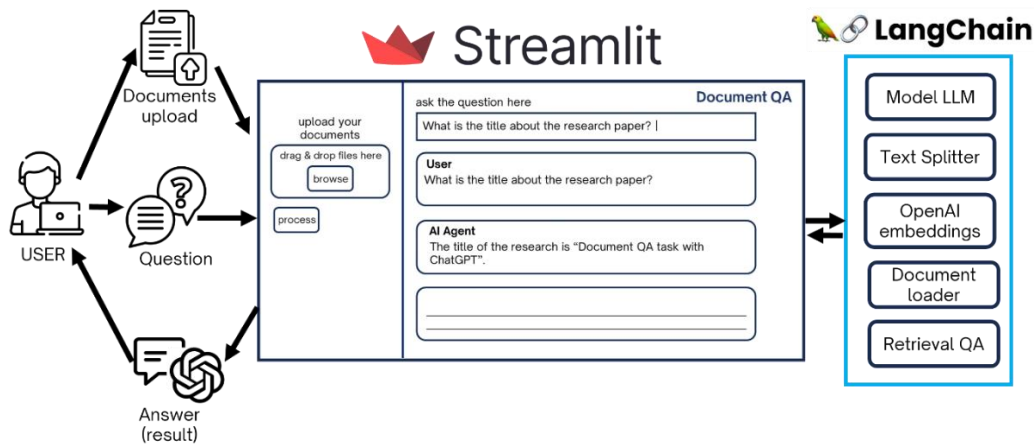 Streamlit
LangChain
Documents
upload
USER
Question
Answer
(result)
upload your
documents
drag & drop files here
browse
process
ask the question here
Document QA
What is the title about the research paper? |
User
What is the title about the research paper?
AI Agent
The title of the research is “Document QA task with
ChatGPT”.
Model LLM
Text Splitter
OpenAI
embeddings
Document
loader
Retrieval QA